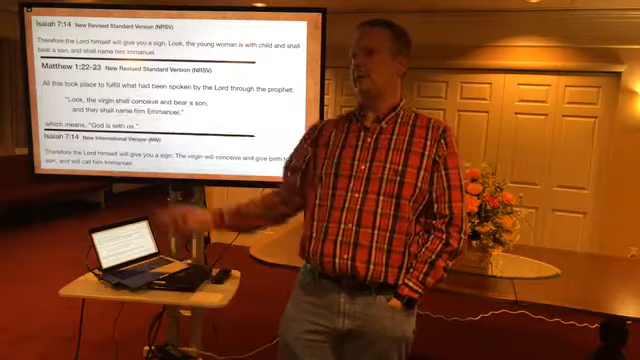 Isaiah 7:14 New Revised Standard Version (NRSV)
Therefore the Lord himself will give you a sign. Look, the young woman is with child and shall
bear a son, and shall name him Immanuel.
Matthew 1:22-23 New Revised Standard Version (NRSV)
All this took place to fulfill what had been spoken by the Lord through the prophet:
"Look, the virgin shall conceive and bear a son,
and they shall name him Emmanuel,"
which means, "God is with us."
Isaiah 7:14 New International Version (NIV)
Therefore the Lord himself will give you a sign: The virgin will conceive and give birth to
a son, and will call him Immanuel.